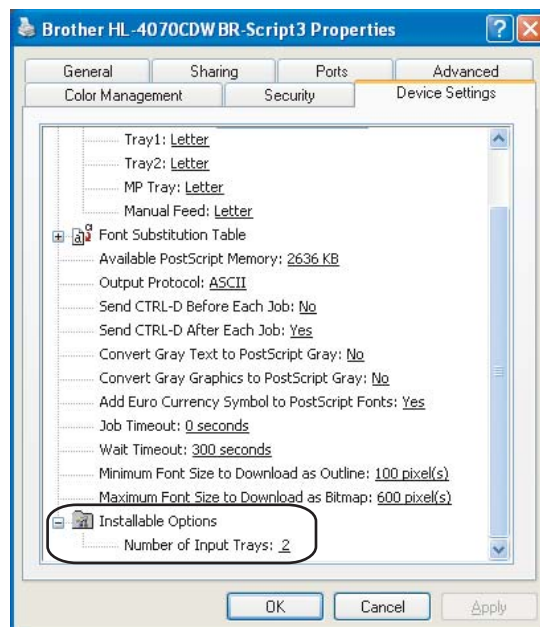 Brother HL-4070CDW BR-Script3 Properties
General Sharing Ports Advanced
Color Management Security Device Settings
Tray1: Letter
Tray2: Letter
MP Tray: Letter
Manual Feed: Letter
Font Substitution Table
Available PostScript Memory: 2636 KB
Output Protocol: ASCII
Send CTRL-D Before Each Job: No
Send CTRL-D After Each Job: Yes
Convert Gray Text to PostScript Gray: No
Convert Gray Graphics to PostScript Gray: No
Add Euro Currency Symbol to PostScript Fonts: Yes
Job Timeout: 0 seconds
Wait Timeout: 300 seconds
Minimum Font Size to Download as Outline: 100 pixel(s)
Maximum Font Size to Download as Bitmap: 600 pixel(s)
Installable Options
Number of Input Trays: 2
OK Cancel Apply